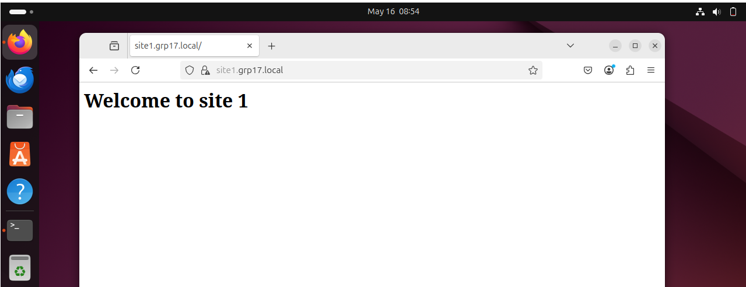 May 16 08:54
site1.grp17.local/
site1.grp17.local
Welcome to site 1